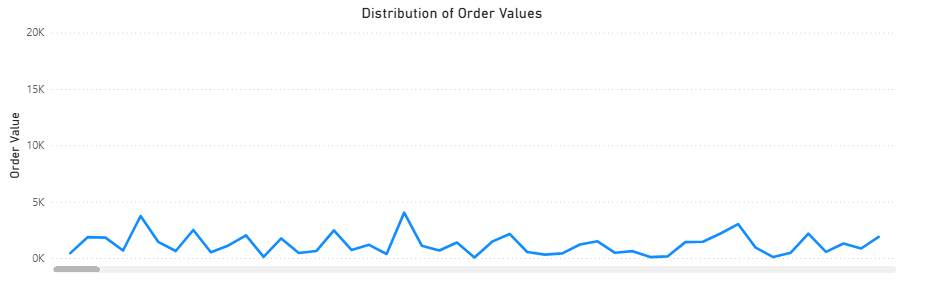 Distribution of Order Values
20K
15K
10K
5K
0K
Order Value